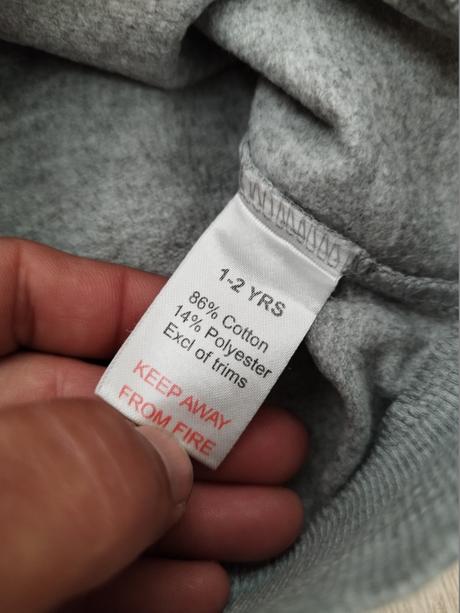 1-2 YRS
86% Cotton
14% Polyester
Excl of trims
KEEP AWAY
FROM FIRE